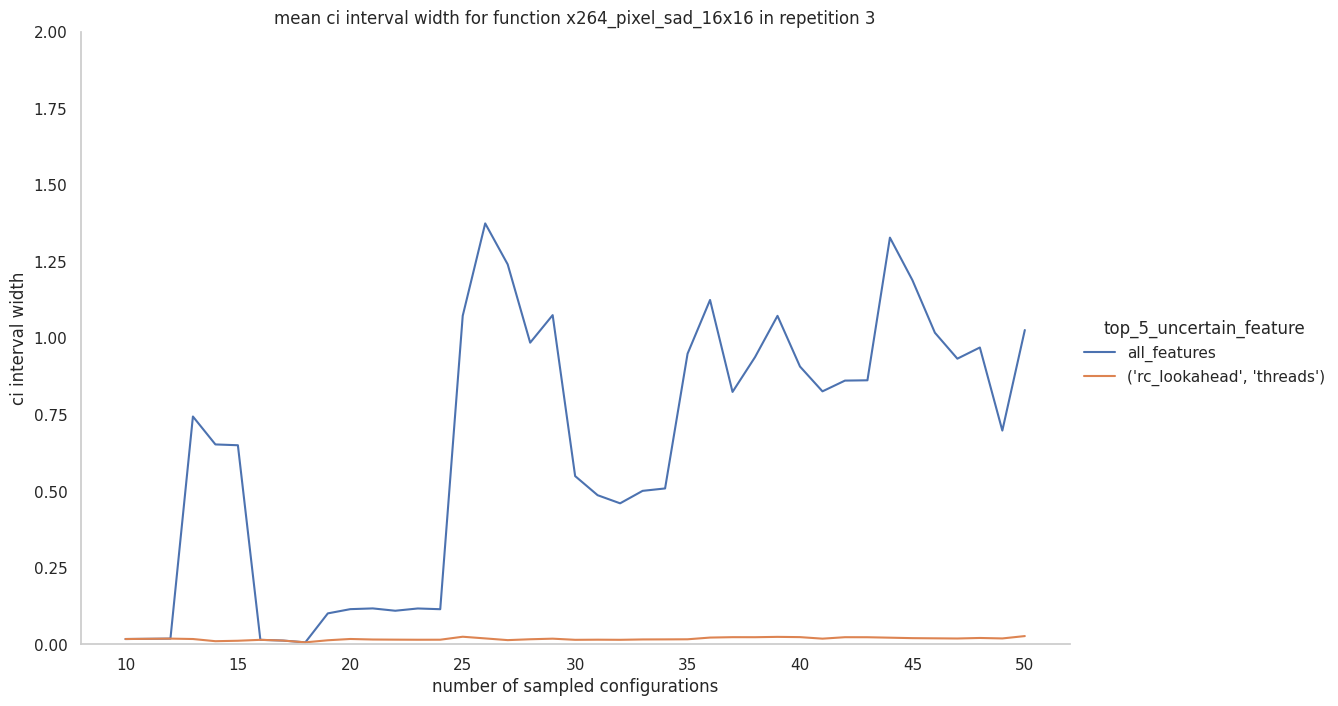 mean ci interval width for function x264_pixel_sad_16x16 in repetition 3
2.00
1.75
1.50
1.25
1.00
0.75
0.50
0.25
0.00
ci interval width
10 15 20 25 30 35 40 45 50
number of sampled configurations
top_5_uncertain_feature
all_features
('rc_lookahead', 'threads')